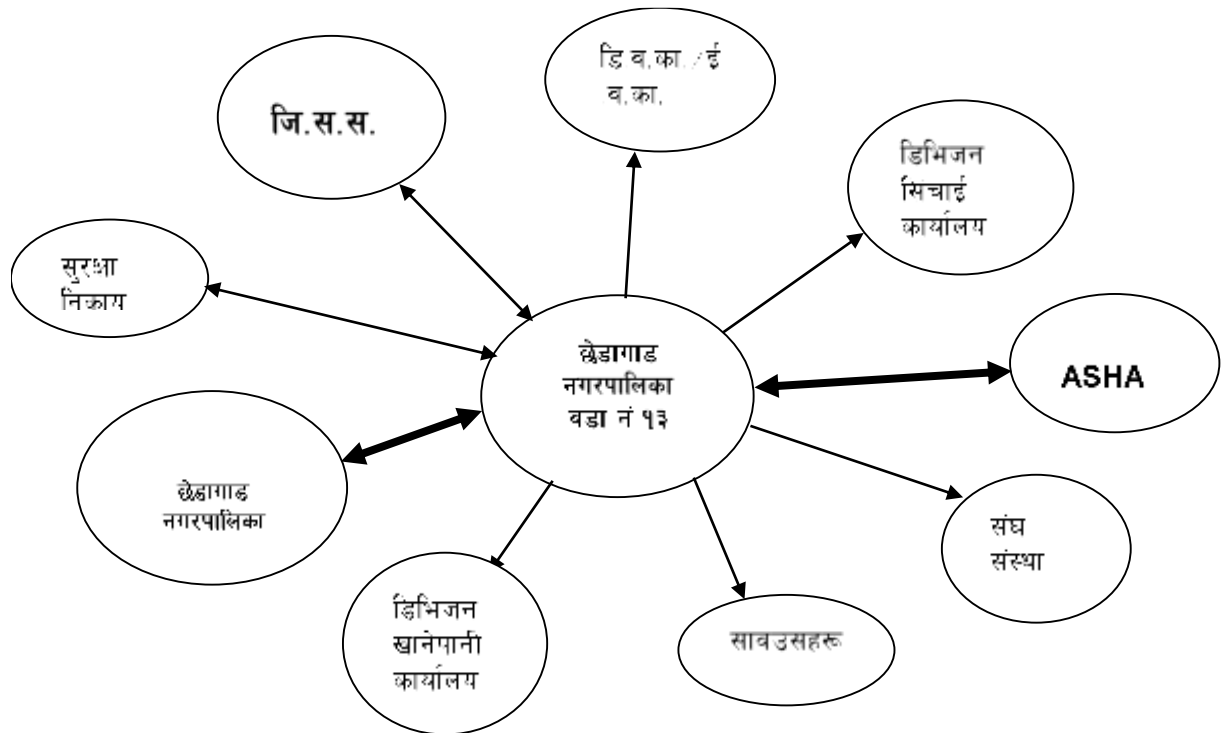 डि व.का. ∕ ई
व.का.
जि.स.स.
डिभिजन
सिंचाई
कार्यालय
सुरक्षा
निकाय
छेडागाड
नगरपालिका
वडा नं १३
ASHA
छेडागाड
नगरपालिका
संघ
संस्था
डिभिजन
खानेपानी
कार्यालय
सावउसहरू